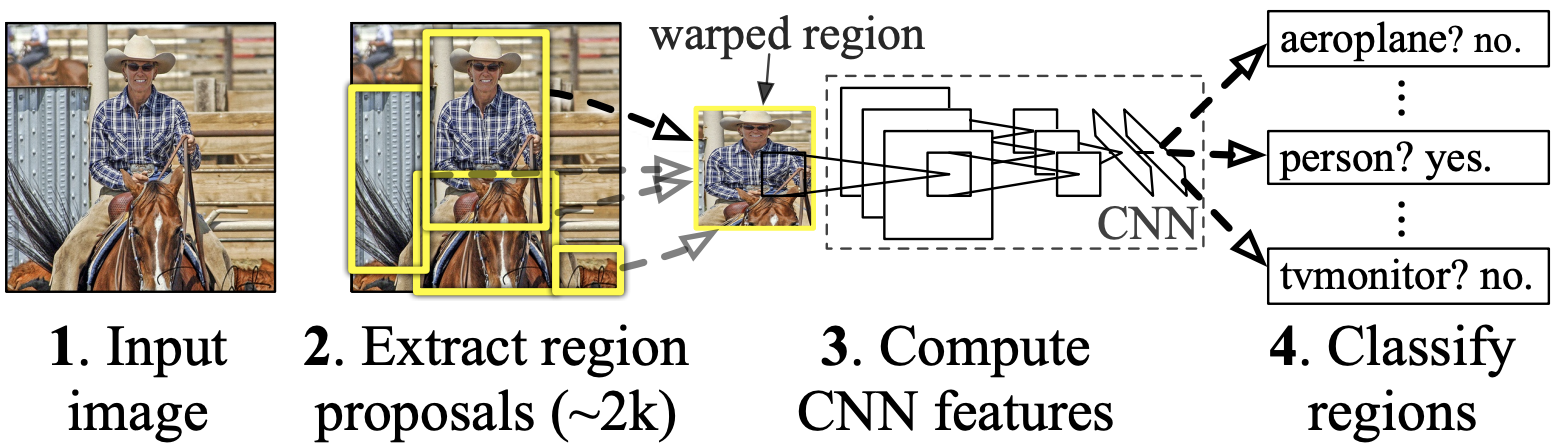 warped region
aeroplane? no.
person? yes.
CNN
tvmonitor? no.
1. Input
image
2. Extract region
proposals (~2k)
3. Compute
CNN features
4. Classify
regions